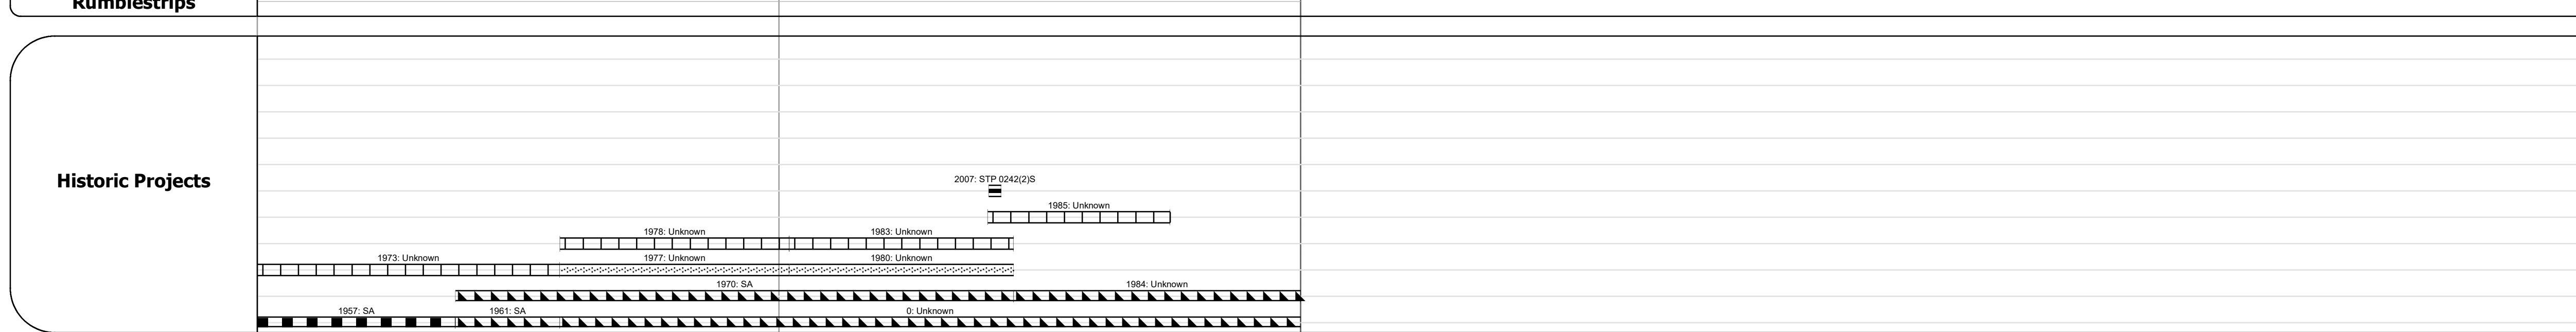 Rumblestrips
Historic Projects
2007: STP 0242(2)S
1985: Unknown
1978: Unknown
1983: Unknown
1973: Unknown
1977: Unknown
1980: Unknown
1970: SA
1984: Unknown
1957: SA
1961: SA
0: Unknown